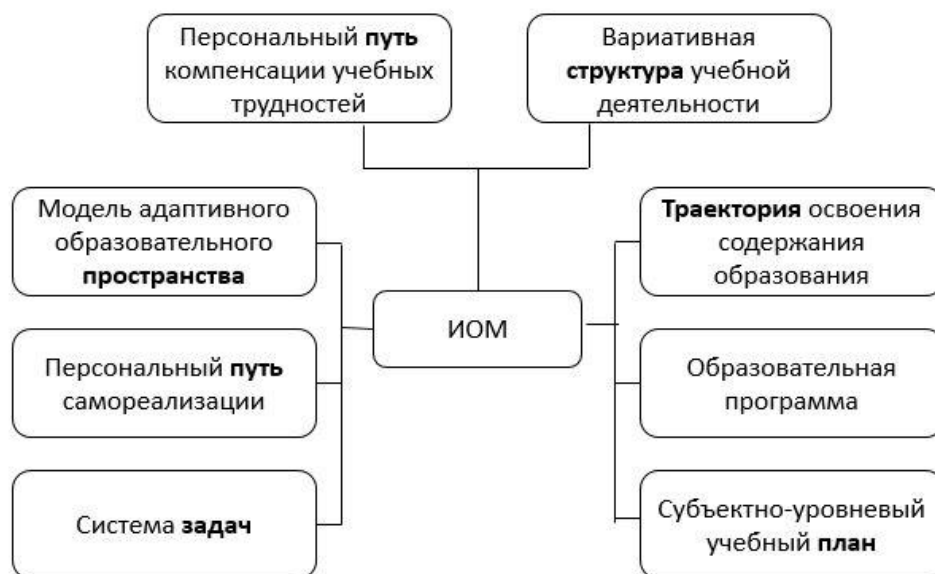 Персональный путь
компенсации учебных
трудностей
Вариативная
структура учебной
деятельности
Модель адаптивного
образовательного
пространства
Траектория освоения
содержания
образования
ИОМ
Персональный путь
самореализации
Образовательная
программа
Система задач
Субъектно-уровневый
учебный план